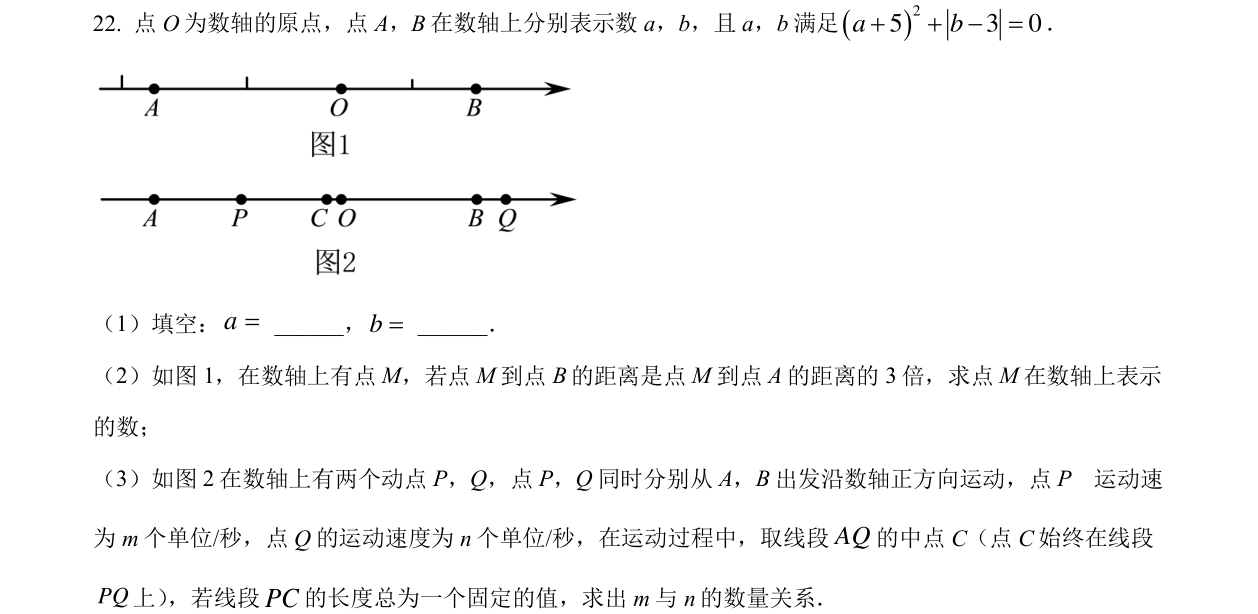 22. 点 O 为数轴的原点，点 A，B 在数轴上分别表示数 a，b，且 a，b 满足(a+5)²+|b−3|=0．
A O B
图1
A P C O B Q
图2
（1）填空：a = ______，b = ______．
（2）如图 1，在数轴上有点 M，若点 M 到点 B 的距离是点 M 到点 A 的距离的 3 倍，求点 M 在数轴上表示
的数；
（3）如图 2 在数轴上有两个动点 P，Q，点 P，Q 同时分别从 A，B 出发沿数轴正方向运动，点 P 运动速
为 m 个单位/秒，点 Q 的运动速度为 n 个单位/秒，在运动过程中，取线段 AQ 的中点 C（点 C 始终在线段
PQ 上），若线段 PC 的长度总为一个固定的值，求出 m 与 n 的数量关系．